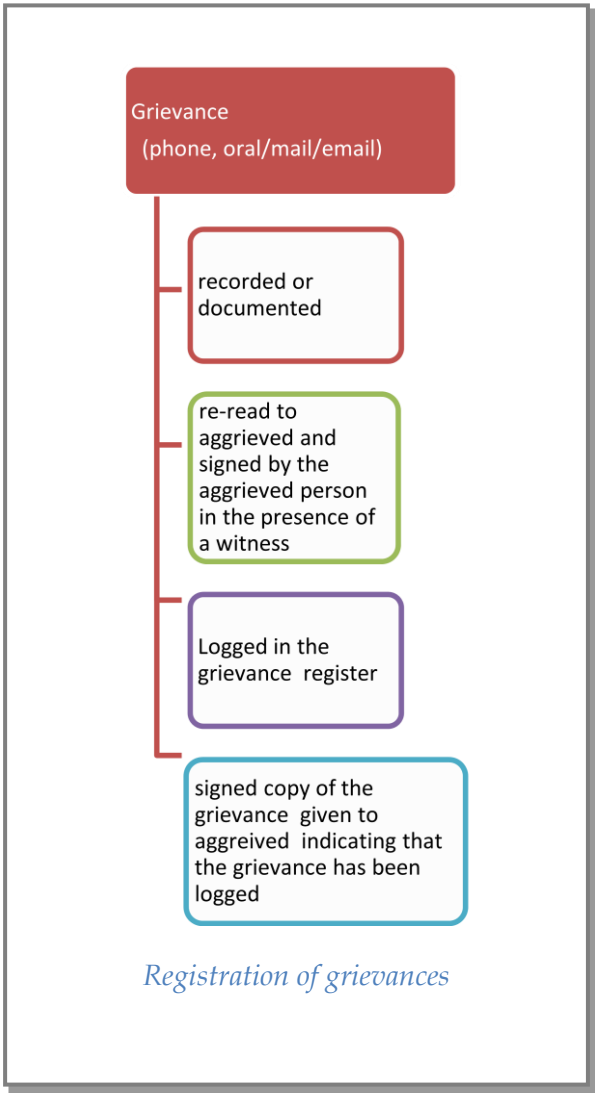 Grievance
(phone, oral/mail/email)
recorded or
documented
re-read to
aggrieved and
signed by the
aggrieved person
in the presence of
a witness
Logged in the
grievance  register
signed copy of the
grievance  given to
aggreived  indicating that
the grievance has been
logged
Registration of grievances